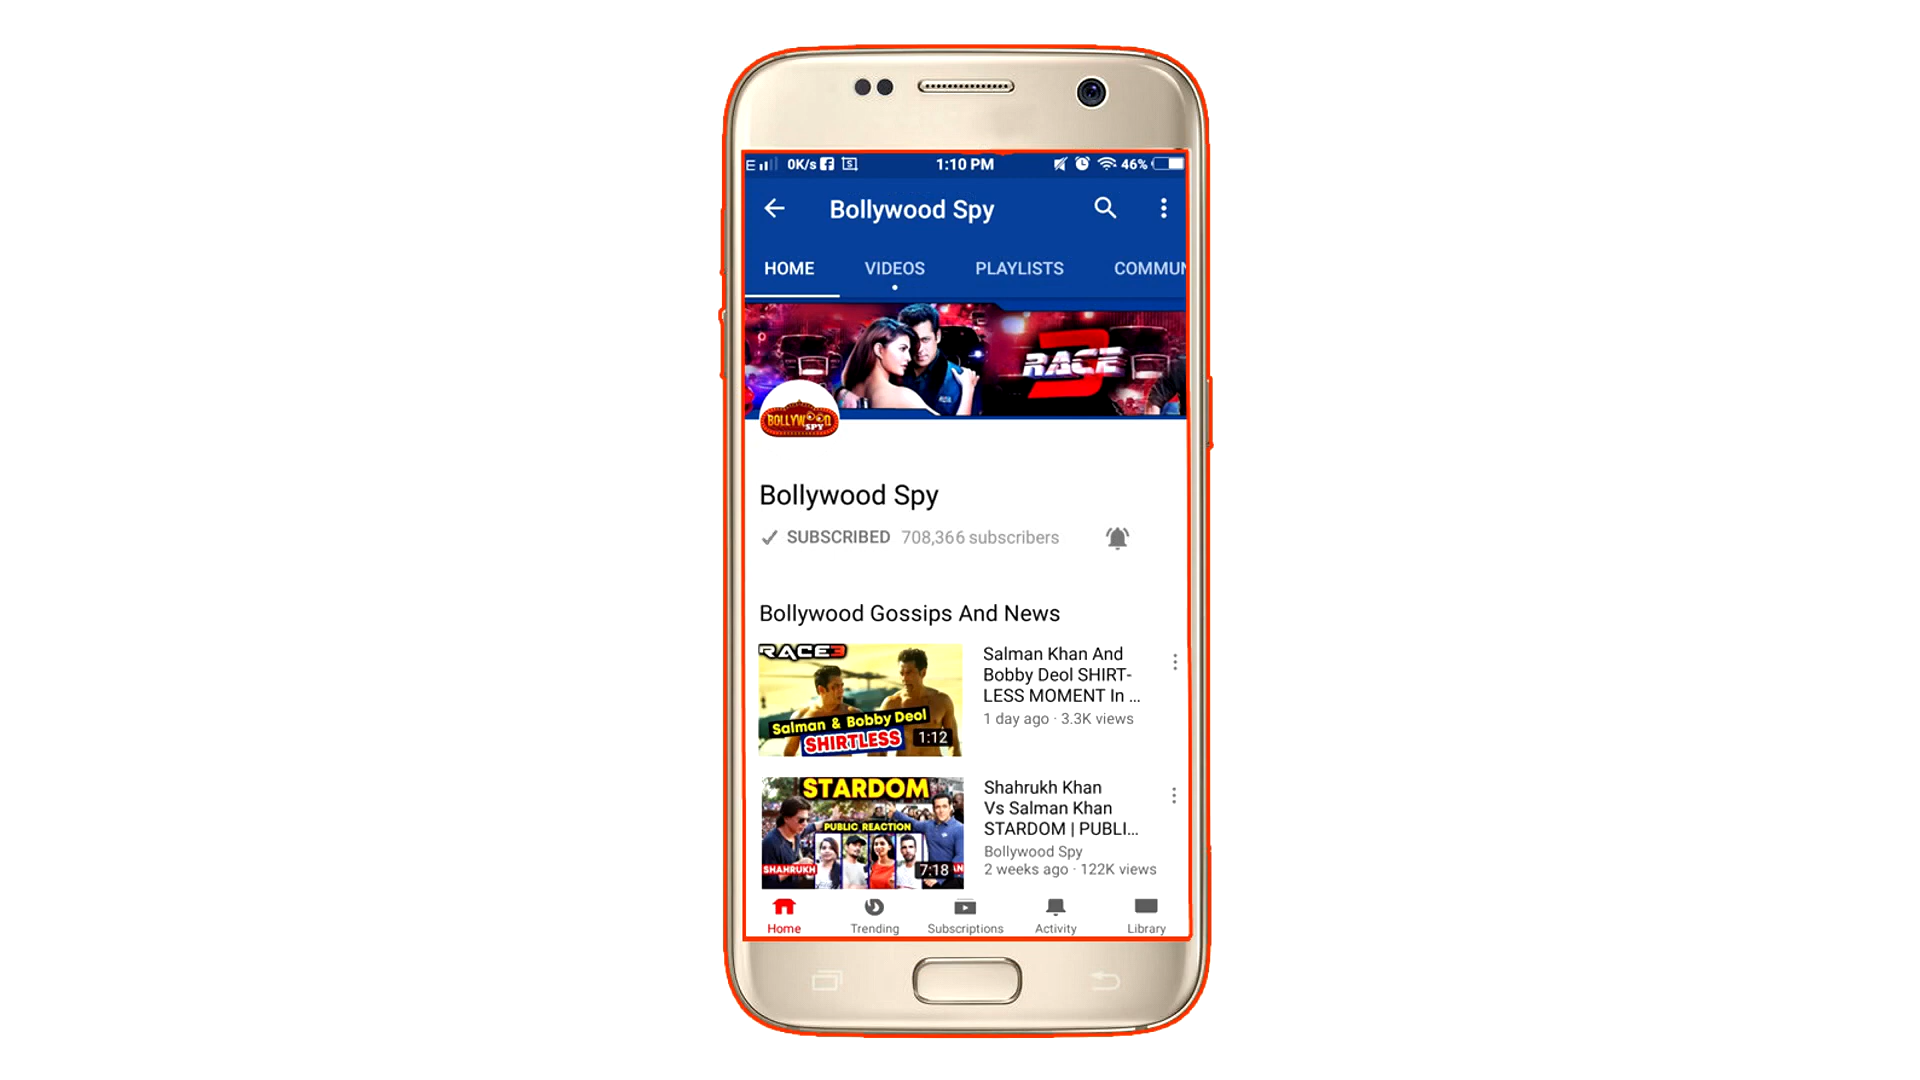 E 0K/s 1:10 PM 46%
Bollywood Spy
HOME VIDEOS PLAYLISTS COMMUN
RACE 3
BOLLYWOOD
SPY
Bollywood Spy
SUBSCRIBED 708,366 subscribers
Bollywood Gossips And News
RACE3
Salman & Bobby Deol
SHIRTLESS
1:12
Salman Khan And
Bobby Deol SHIRT-
LESS MOMENT In ...
1 day ago · 3.3K views
STARDOM
PUBLIC REACTION
SHAHRUKH
7:18
Shahrukh Khan
Vs Salman Khan
STARDOM | PUBLI...
Bollywood Spy
2 weeks ago · 122K views
Home Trending Subscriptions Activity Library